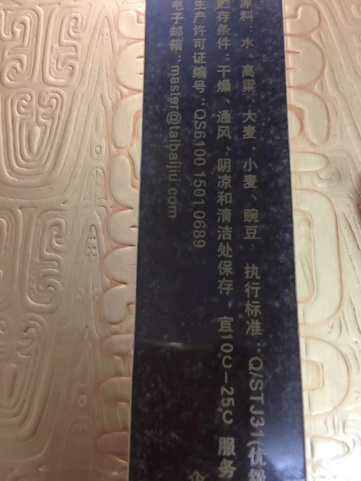 原料：水、高粱、大麦、小麦、豌豆 执行标准：Q/STJ31(优级
贮存条件：干燥、通风、阴凉和清洁处保存，宜10℃-25℃ 服务
生产许可证编号：QS6100 1501 0689
电子邮箱：master@taibaijiu.com